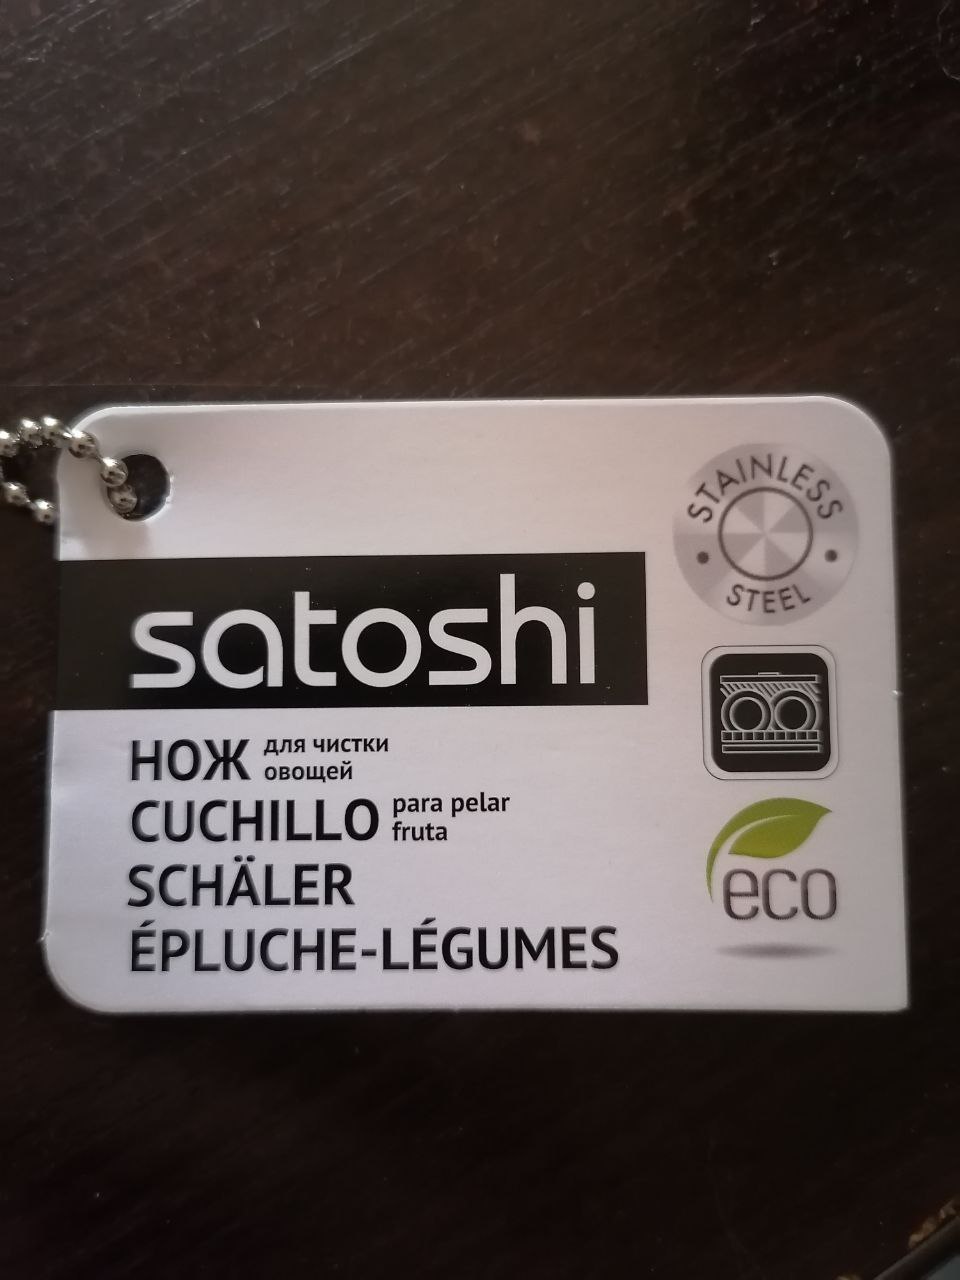 STAINLESS
STEEL
satoshi
НОЖ для чистки
овощей
CUCHILLO para pelar
fruta
SCHÄLER
ÉPLUCHE-LÉGUMES
eco